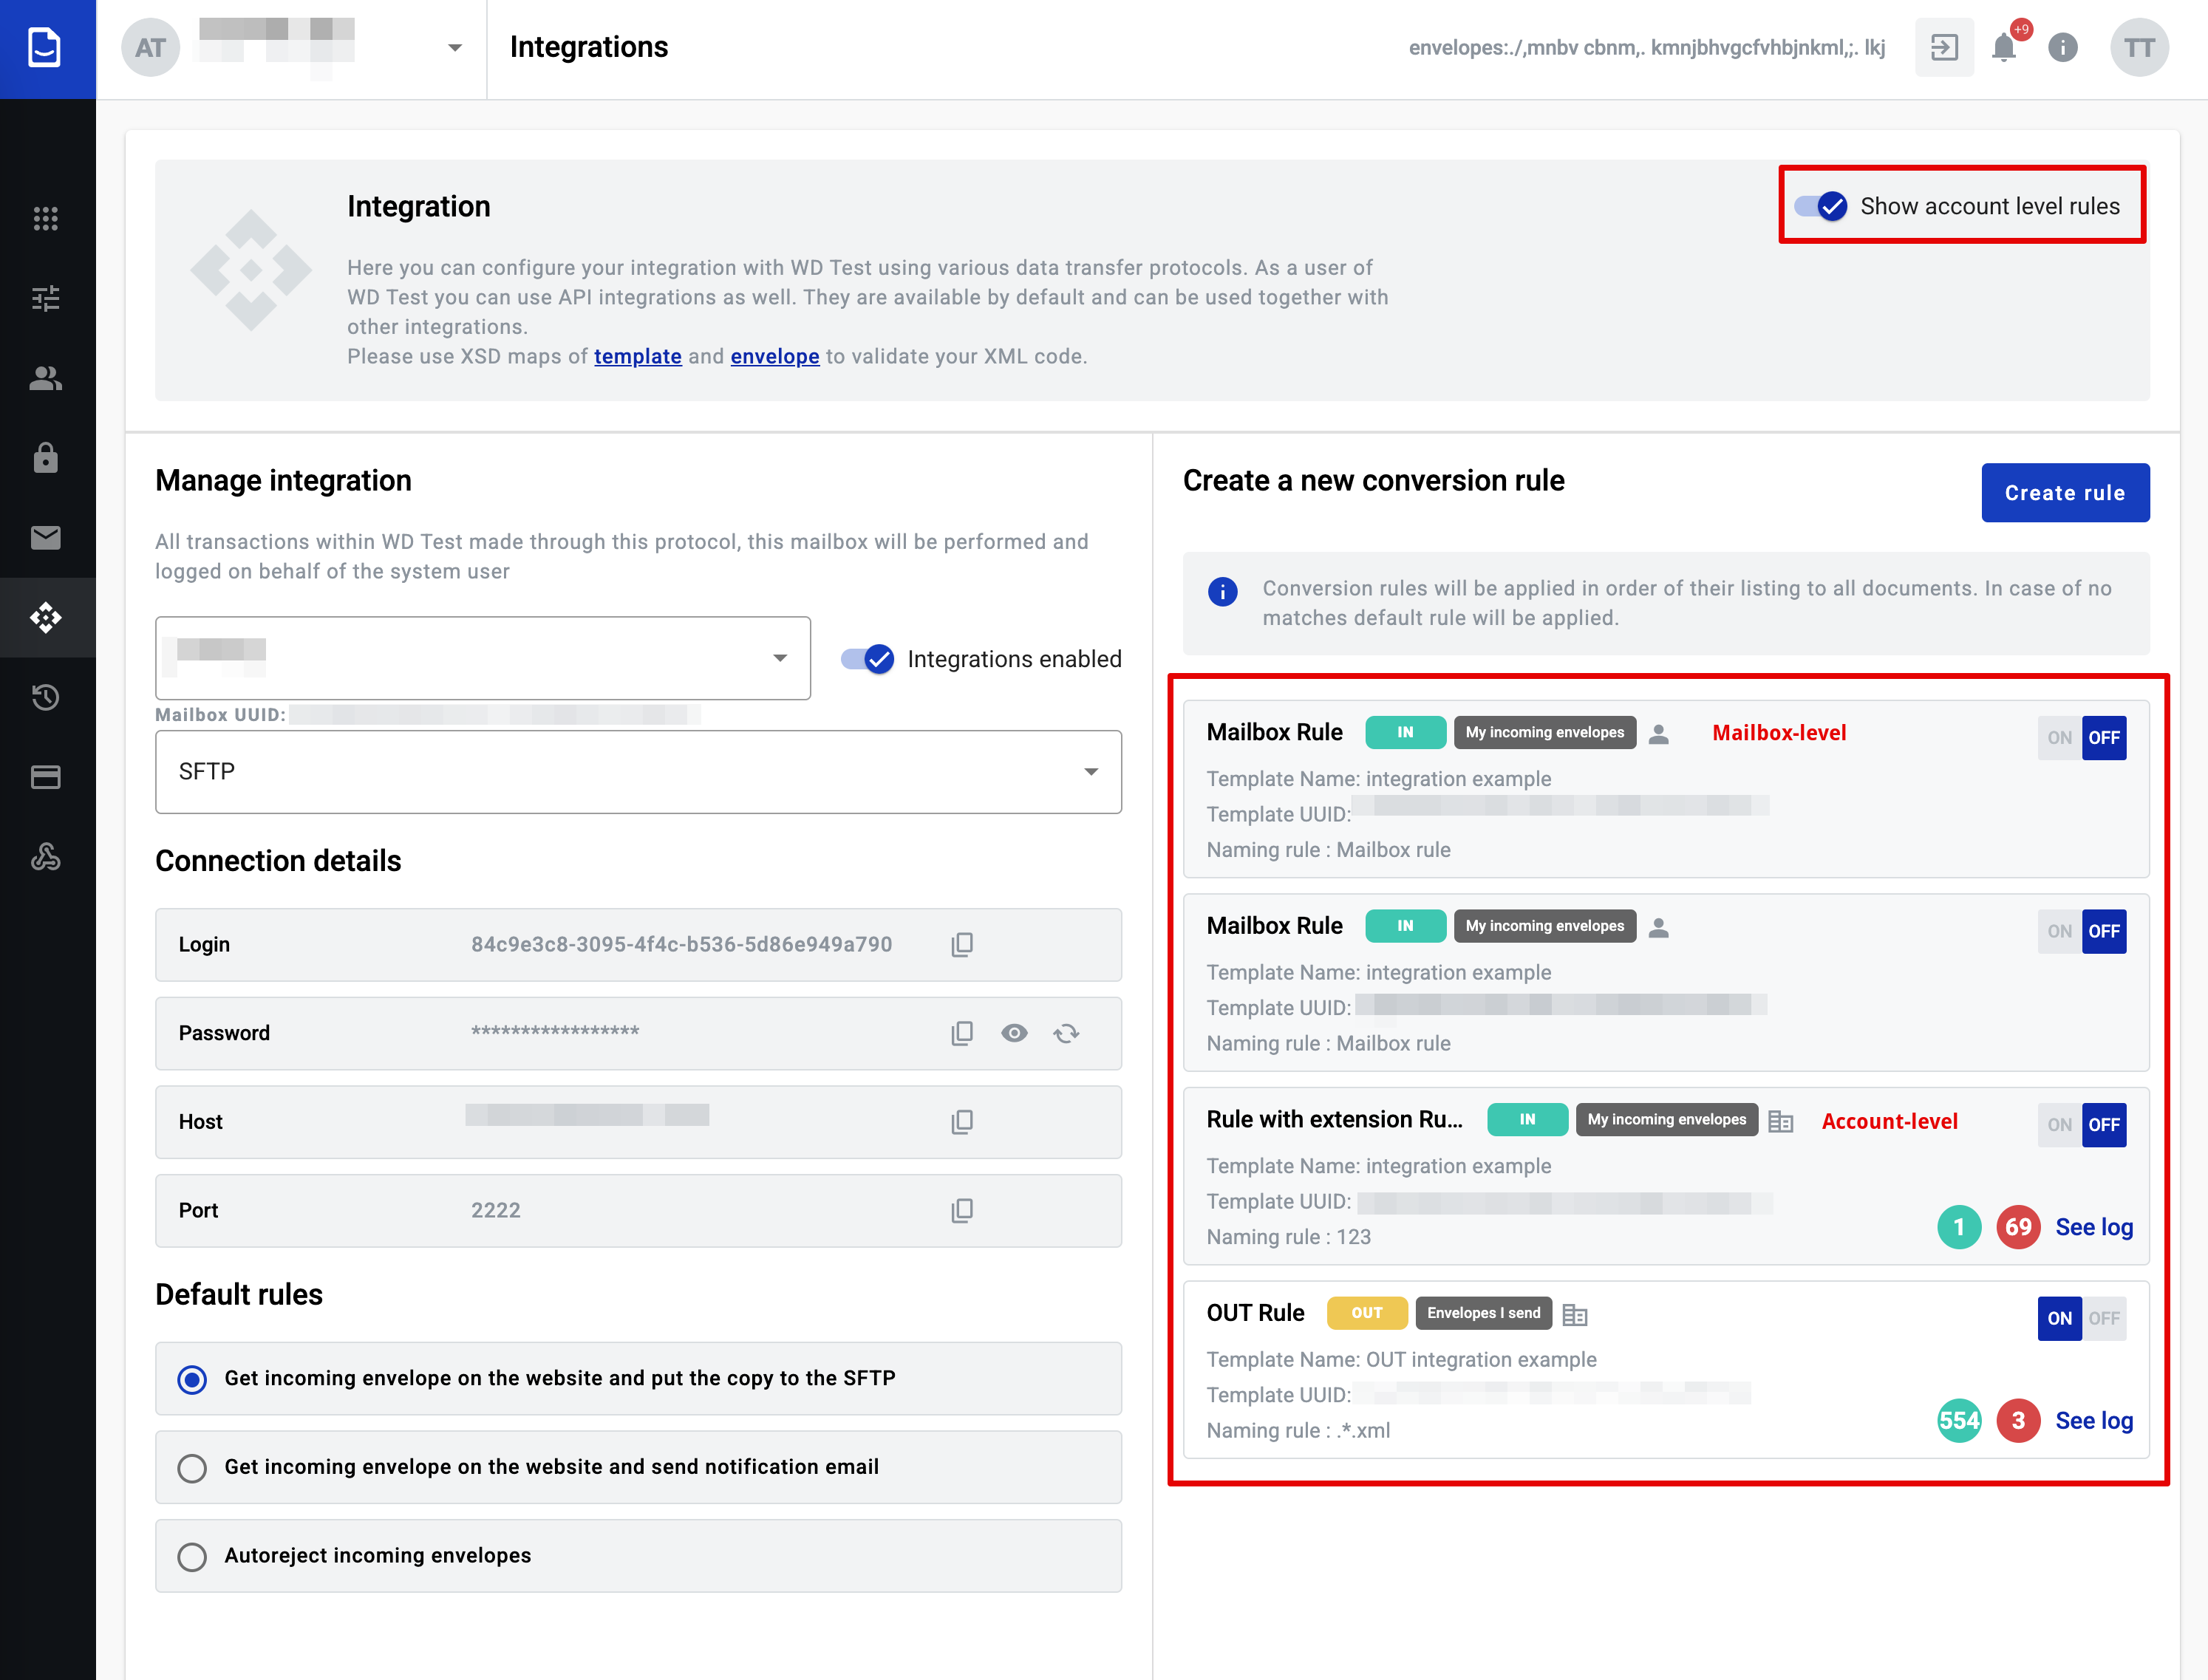 AT
Integrations
envelopes:./,mnbv cbnm,. kmnjbhvgcfvhbjnkml,;. lkj
+9
TT
Integration
Show account level rules
Here you can configure your integration with WD Test using various data transfer protocols. As a user of
WD Test you can use API integrations as well. They are available by default and can be used together with
other integrations.
Please use XSD maps of template and envelope to validate your XML code.
Manage integration
All transactions within WD Test made through this protocol, this mailbox will be performed and
logged on behalf of the system user
Integrations enabled
Mailbox UUID:
SFTP
Connection details
Login 84c9e3c8-3095-4f4c-b536-5d86e949a790
Password *****************
Host
Port 2222
Default rules
Get incoming envelope on the website and put the copy to the SFTP
Get incoming envelope on the website and send notification email
Autoreject incoming envelopes
Create a new conversion rule
Create rule
Conversion rules will be applied in order of their listing to all documents. In case of no
matches default rule will be applied.
Mailbox Rule IN My incoming envelopes Mailbox-level ON OFF
Template Name: integration example
Template UUID:
Naming rule : Mailbox rule
Mailbox Rule IN My incoming envelopes ON OFF
Template Name: integration example
Template UUID:
Naming rule : Mailbox rule
Rule with extension Ru... IN My incoming envelopes Account-level ON OFF
Template Name: integration example
Template UUID:
Naming rule : 123
1 69 See log
OUT Rule OUT Envelopes I send ON OFF
Template Name: OUT integration example
Template UUID:
Naming rule : .*.xml
554 3 See log